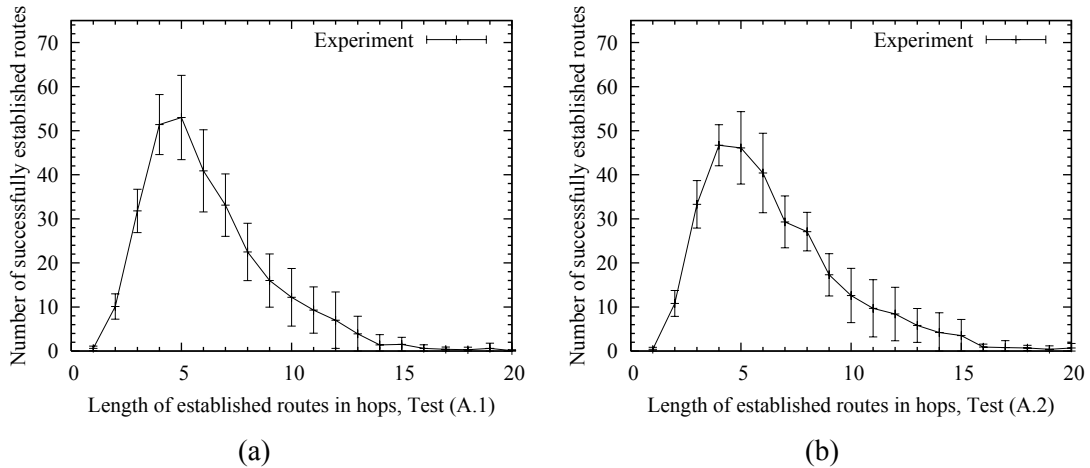 Number of successfully established routes
70
60
50
40
30
20
10
0
Experiment
0 5 10 15 20
Length of established routes in hops, Test (A.1)
(a)
Number of successfully established routes
70
60
50
40
30
20
10
0
Experiment
0 5 10 15 20
Length of established routes in hops, Test (A.2)
(b)